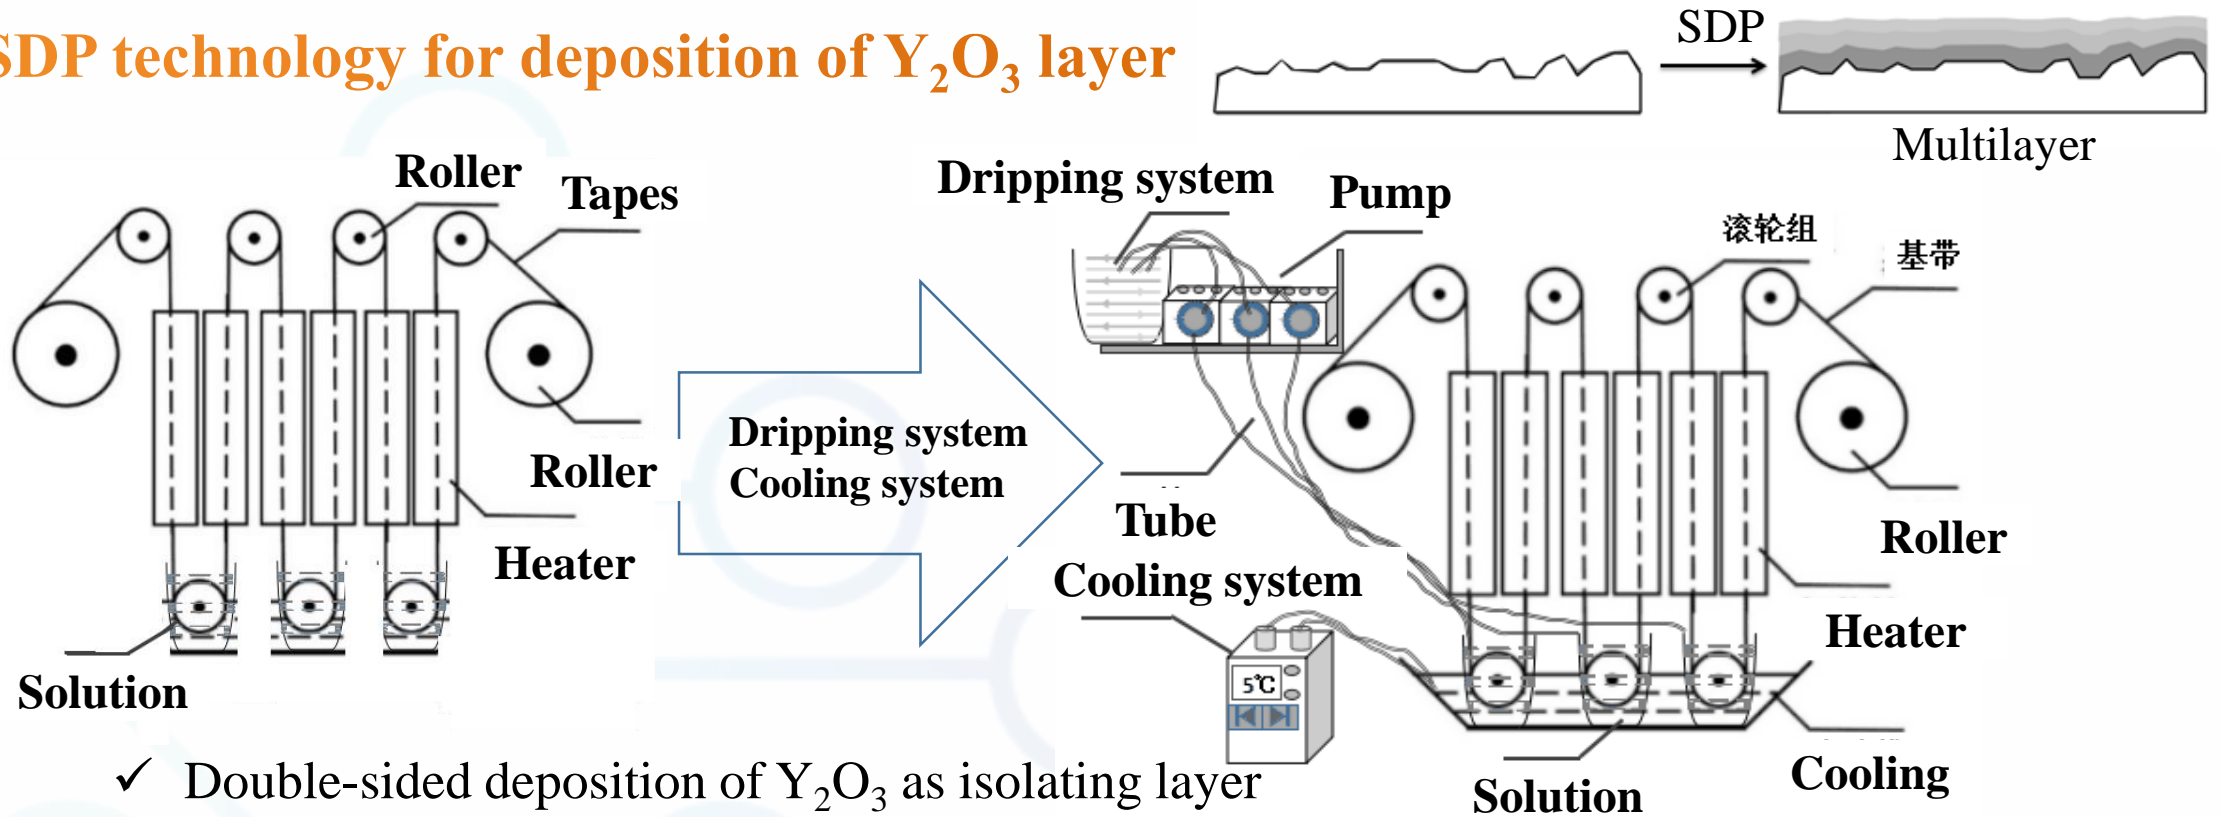 SDP technology for deposition of Y₂O₃ layer
SDP
Multilayer
Roller
Tapes
Roller
Heater
Solution
Dripping system
Cooling system
Dripping system
Pump
Tube
Cooling system
5℃
滚轮组
基带
Roller
Heater
Cooling
Solution
✓ Double-sided deposition of Y₂O₃ as isolating layer